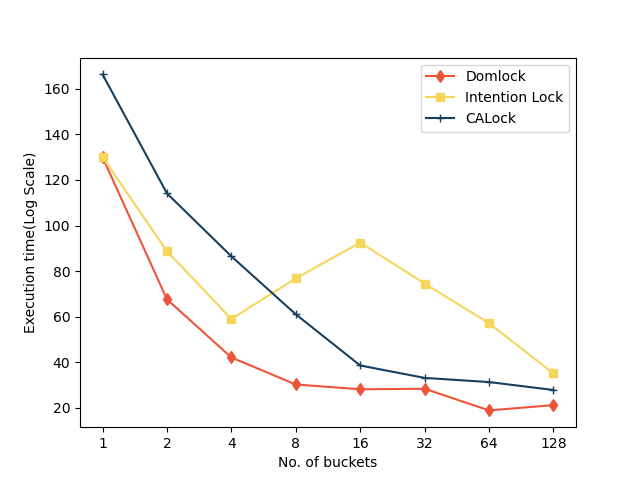 Domlock
Intention Lock
CALock
Execution time(Log Scale)
160
140
120
100
80
60
40
20
1 2 4 8 16 32 64 128
No. of buckets